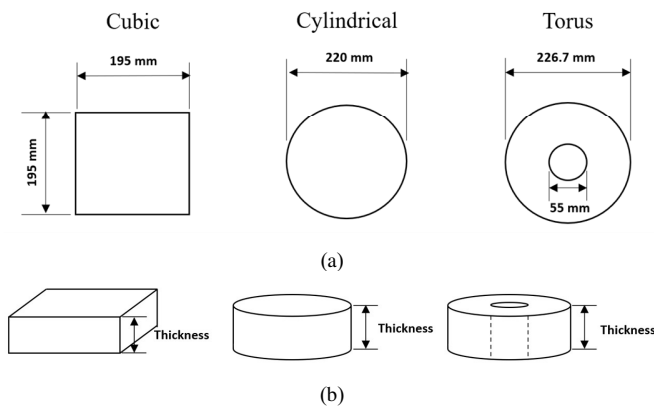 Cubic
Cylindrical
Torus
195 mm
220 mm
226.7 mm
195 mm
55 mm
(a)
Thickness
Thickness
Thickness
(b)